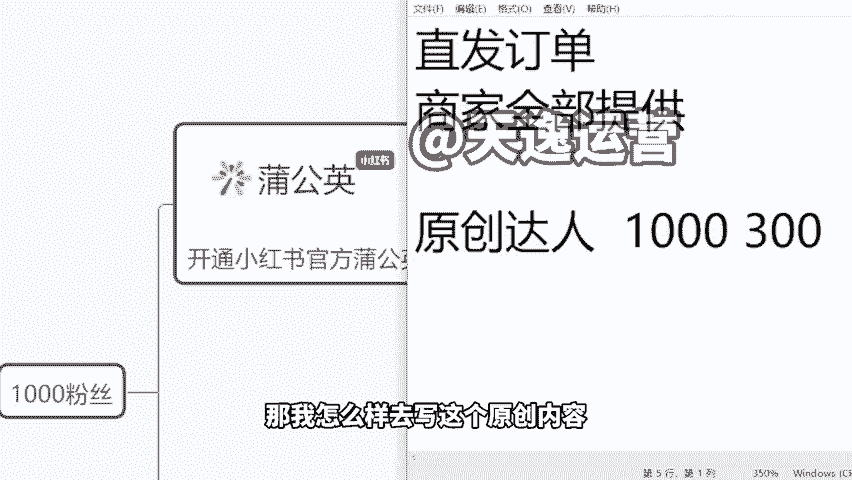 文件(F) 编辑(E) 格式(O) 查看(V) 帮助(H)
直发订单
商家全部提供
@天逸运营
小红书
蒲公英
原创达人 1000 300
开通小红书官方蒲公英
1000粉丝
那我怎么样去写这个原创内容
第 5 行，第 1 列 350% Windows (CR